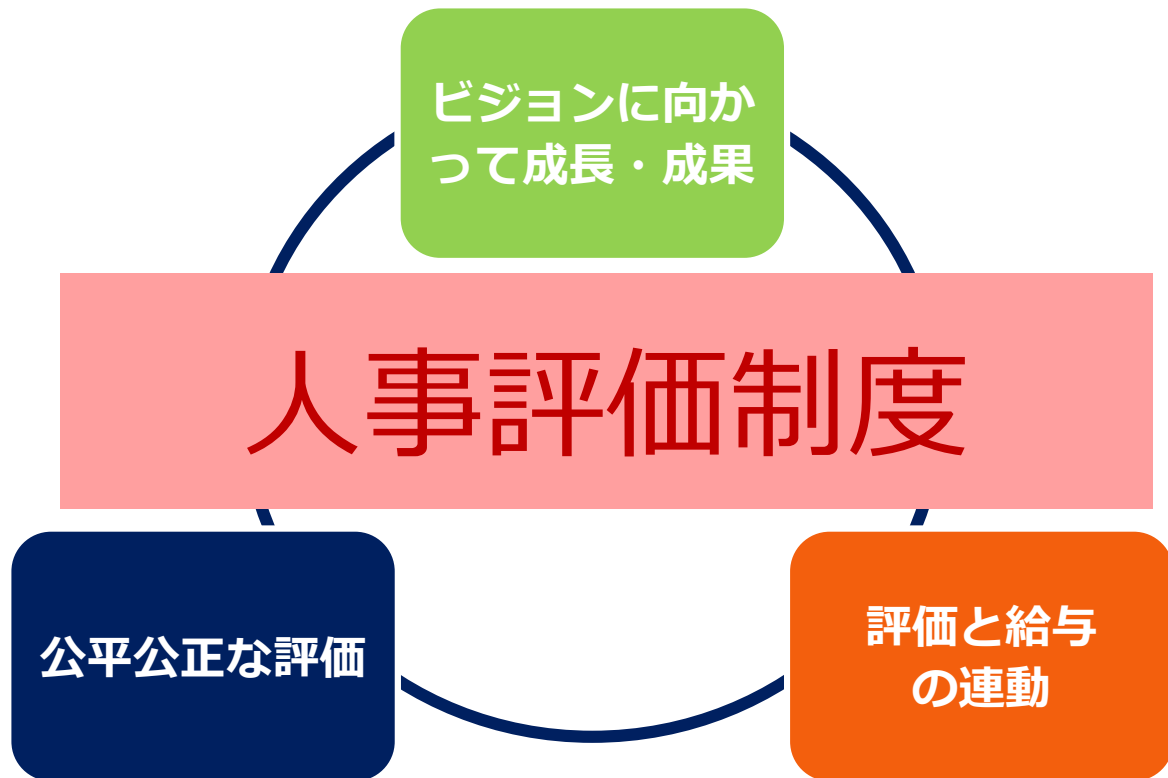 ビジョンに向か
って成長・成果
人事評価制度
公平公正な評価
評価と給与
の連動